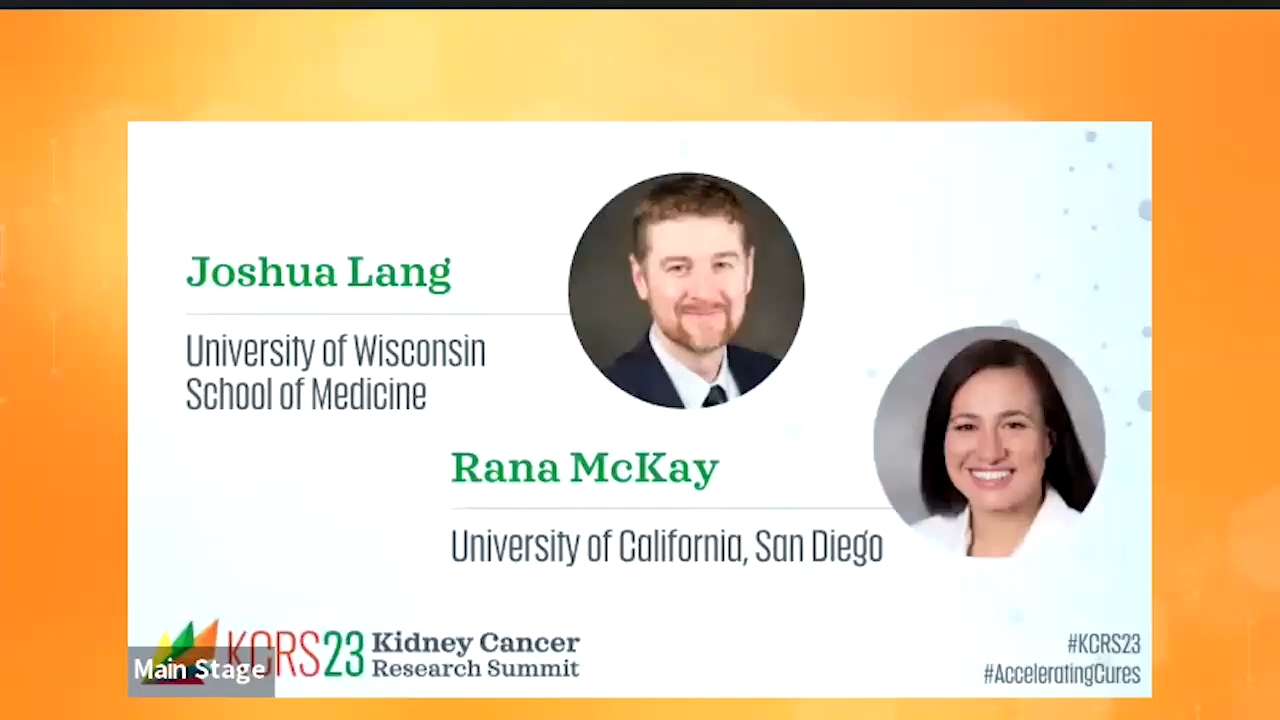 Joshua Lang
University of Wisconsin
School of Medicine
Rana McKay
University of California, San Diego
KCRS23 Kidney Cancer
Research Summit
Main Stage
#KCRS23
#AcceleratingCures